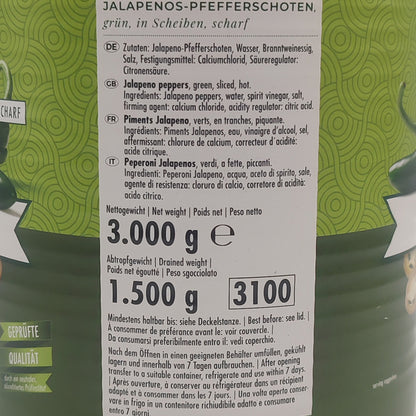 JALAPENOS-PFEFFERSCHOTEN,
grün, in Scheiben, scharf
DE Zutaten: Jalapeno-Pfefferschoten, Wasser, Branntweinessig,
Salz, Festigungsmittel: Calciumchlorid, Säureregulator:
Citronensäure.
GB Jalapeno peppers, green, sliced, hot.
Ingredients: Jalapeno peppers, water, spirit vinegar, salt,
firming agent: calcium chloride, acidity regulator: citric acid.
FR Piments Jalapeno, verts, en tranches, piquante.
Ingrédients: Piments Jalapeno, eau, vinaigre d'alcool, sel,
affermissant: chlorure de calcium, correcteur d'acidité:
acide citrique.
IT Peperoni Jalapenos, verdi, a fette, piccanti.
Ingredienti: Peperoni Jalapeno, acqua, aceto di spirito, sale,
agente di resistenza: cloruro di calcio, corretore di acidità:
acido citrico.
Nettogewicht | Net weight | Poids net | Peso netto
3.000 g e
Abtropfgewicht | Drained weight |
Poids net égoutté | Peso sgocciolato
1.500 g 3100
Mindestens haltbar bis: siehe Deckelstanze. | Best before: see lid. |
À consommer de préférence avant le: voir couvercle. |
Da consumarsi preferibilmente entro il: vedi coperchio.
Nach dem Öffnen in einen geeigneten Behälter umfüllen, gekühlt
lagern und innerhalb von 7 Tagen aufbrauchen. | After opening
transfer to a suitable container, refrigerate and use within 7 days.
| Après ouverture, à conserver au réfrigérateur dans un récipient
adapté et à consommer dans les 7 jours. | Una volta aperto conser-
vare in frigo in un contenitore richiudibile adatto e consumare
entro 7 giorni
SCHARF
GEPRÜFTE
QUALITÄT
durch ein neutrales,